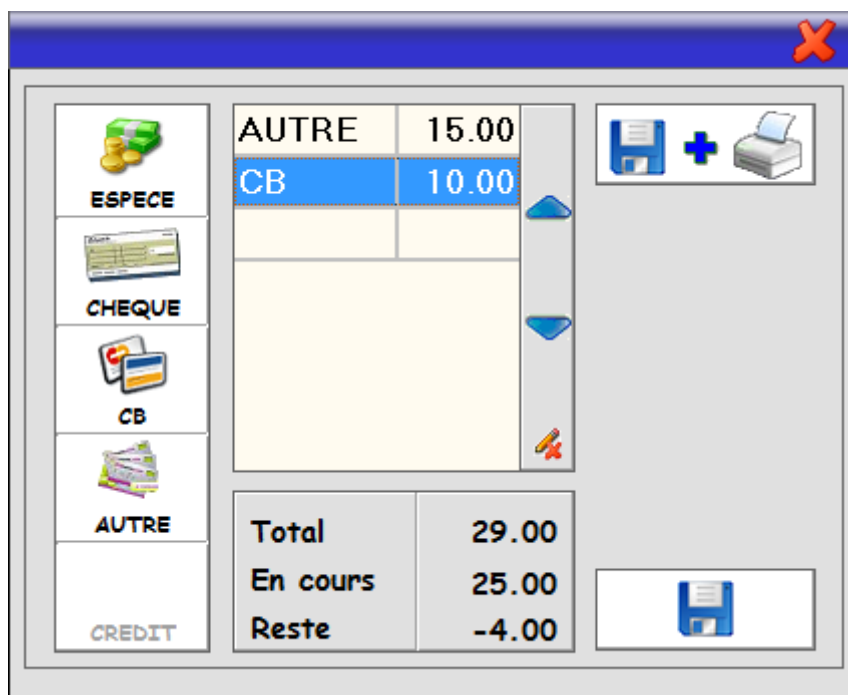 ESPECE
CHEQUE
CB
AUTRE
CREDIT
AUTRE 15.00
CB 10.00
Total 29.00
En cours 25.00
Reste -4.00